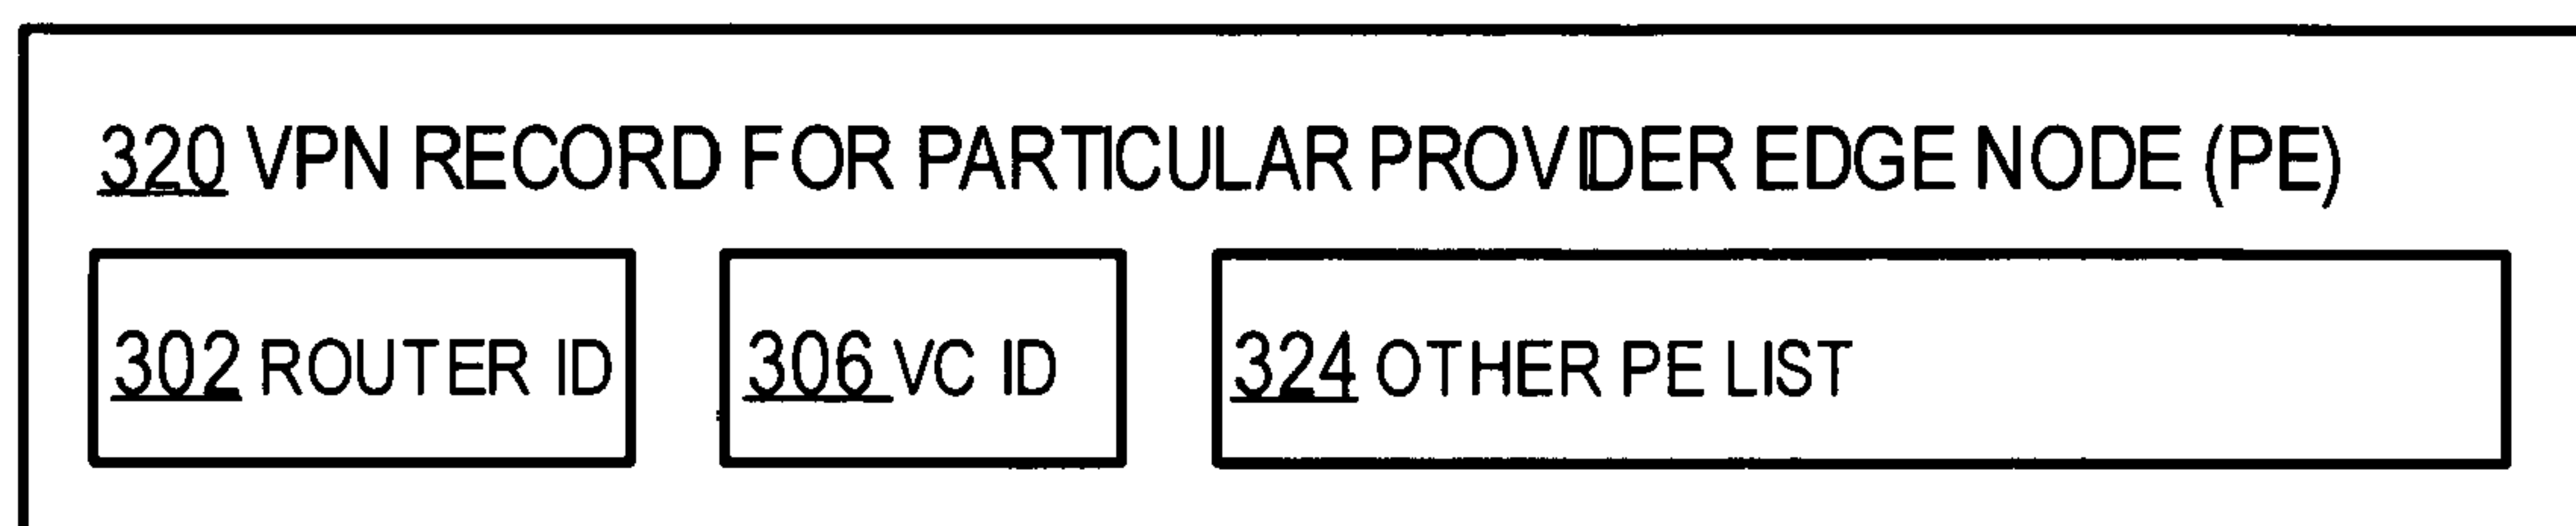 320 VPN RECORD FOR PARTICULAR PROVIDER EDGE NODE (PE)
302 ROUTER ID
306 VC ID
324 OTHER PE LIST